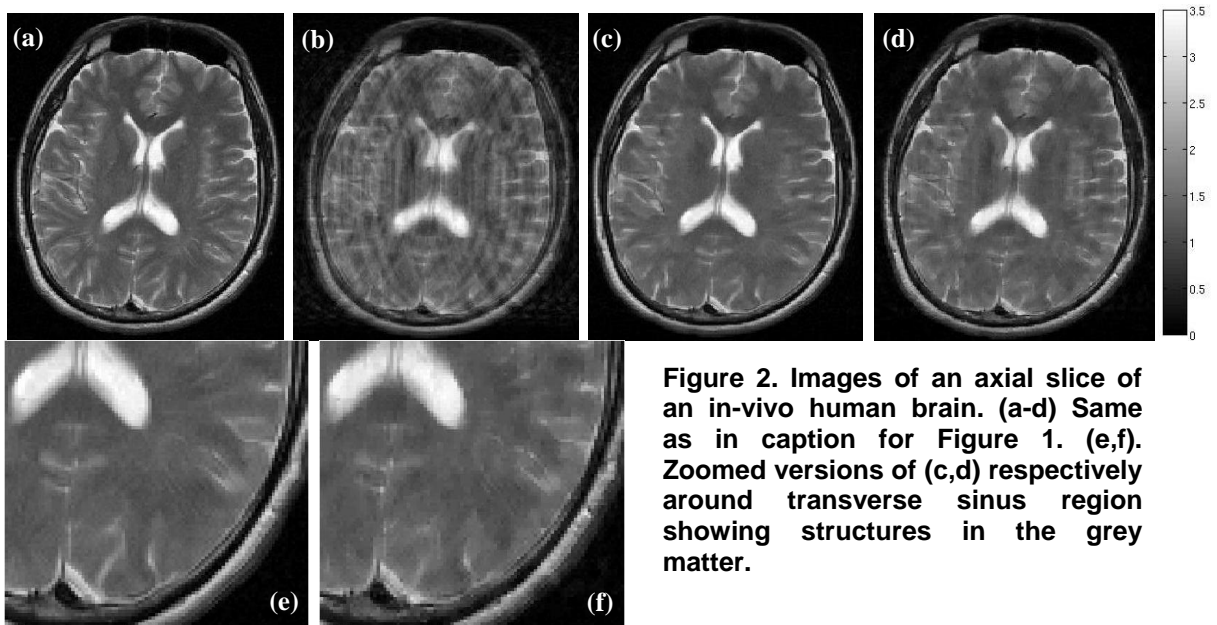 (a)
(b)
(c)
(d)
3.5
3
2.5
2
1.5
1
0.5
0
(e)
(f)
Figure 2. Images of an axial slice of
an in-vivo human brain. (a-d) Same
as in caption for Figure 1. (e,f).
Zoomed versions of (c,d) respectively
around transverse sinus region
showing structures in the grey
matter.